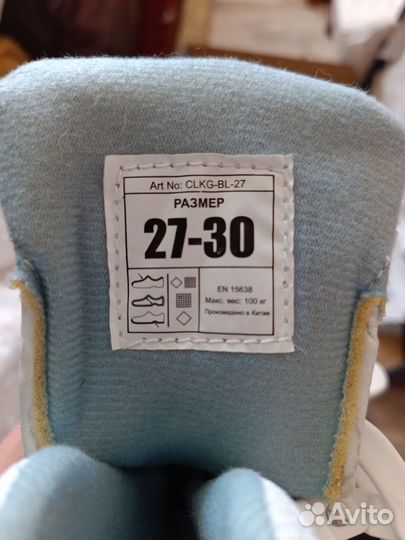 Art No: CLKG-BL-27
РАЗМЕР
27-30
EN 15638
Макс. вес: 100 кг
Произведено в Китае
Avito